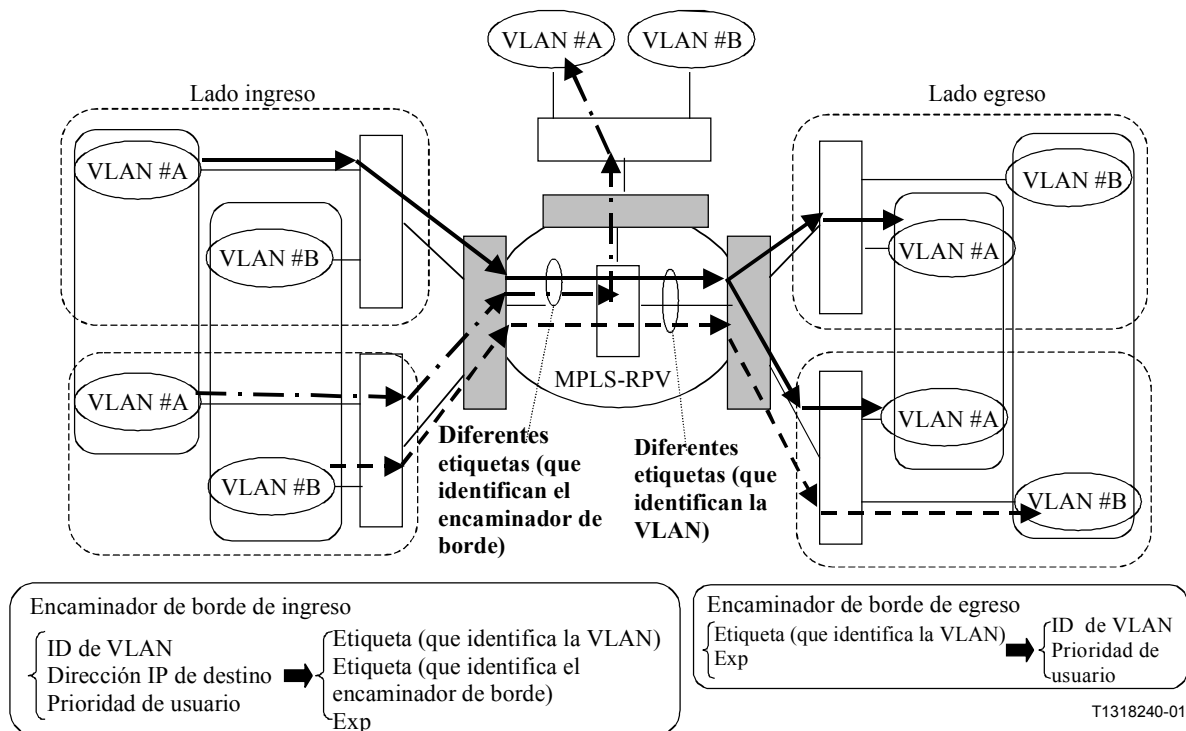 VLAN #A
VLAN #B
Lado ingreso
Lado egreso
VLAN #A
VLAN #B
VLAN #B
VLAN #A
MPLS-RPV
VLAN #A
VLAN #B
VLAN #A
VLAN #B
Diferentes
etiquetas (que
identifican el
encaminador de
borde)
Diferentes
etiquetas (que
identifican la
VLAN)
Encaminador de borde de ingreso
ID de VLAN
Dirección IP de destino
Prioridad de usuario
Etiqueta (que identifica la VLAN)
Etiqueta (que identifica el
encaminador de borde)
Exp
Encaminador de borde de egreso
Etiqueta (que identifica la VLAN)
Exp
ID de VLAN
Prioridad de
usuario
T1318240-01